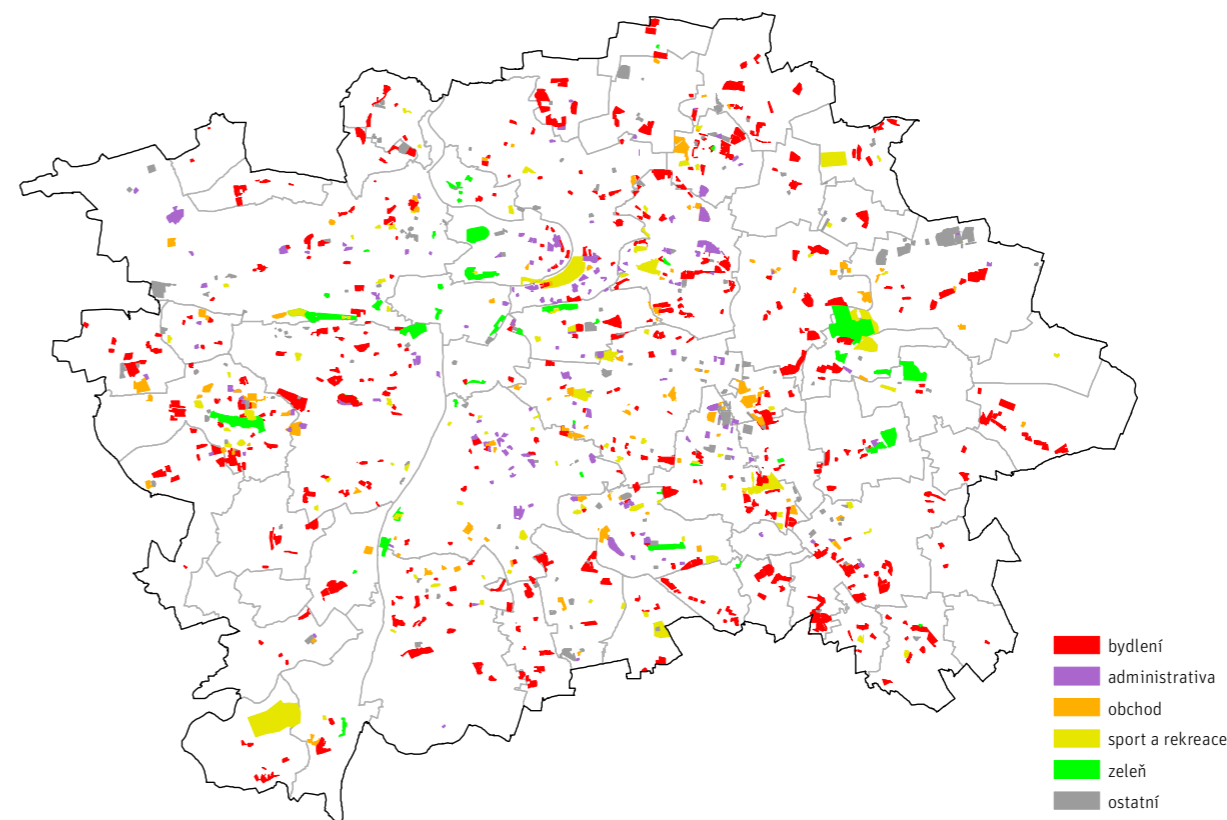 bydlení
administrativa
obchod
sport a rekreace
zeleň
ostatní